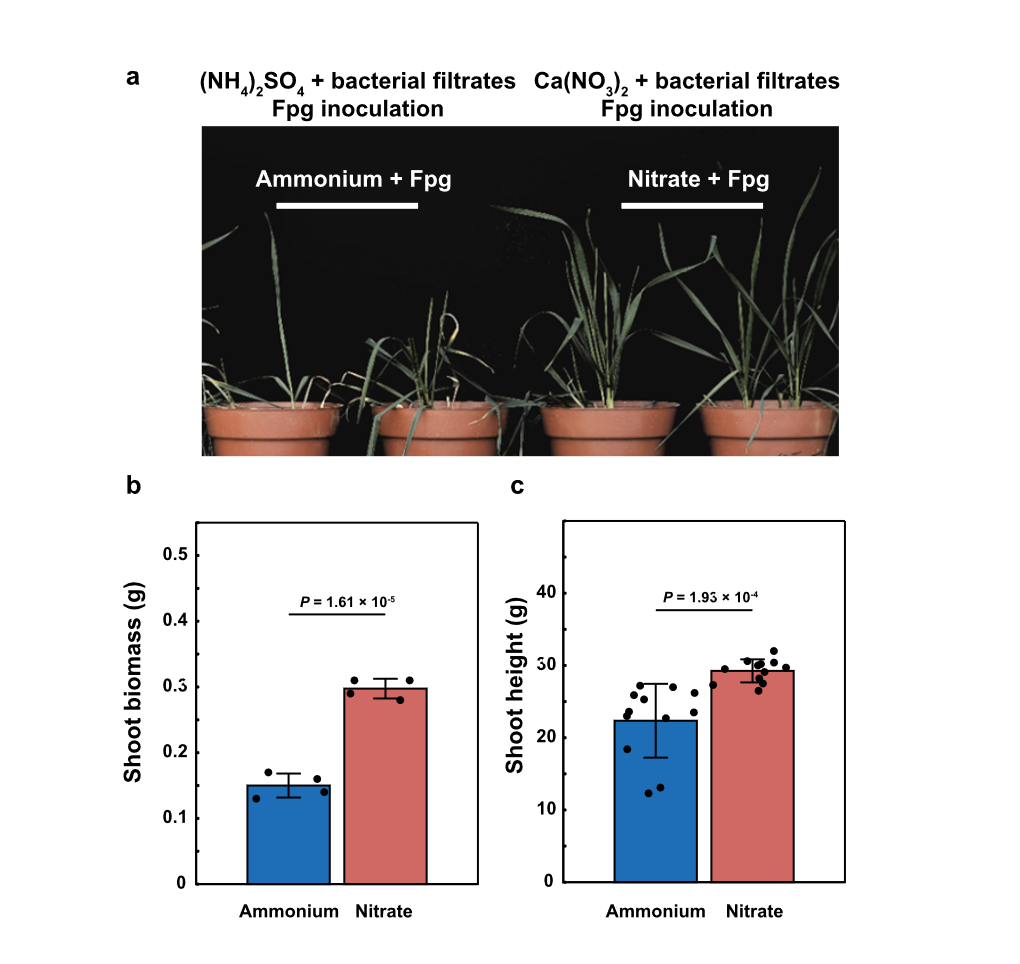 a
(NH4)2SO4 + bacterial filtrates
Fpg inoculation
Ca(NO3)2 + bacterial filtrates
Fpg inoculation
Ammonium + Fpg
Nitrate + Fpg
b
Shoot biomass (g)
0.5
0.4
0.3
0.2
0.1
0
P = 1.61 × 10-5
Ammonium
Nitrate
c
Shoot height (g)
40
30
20
10
0
P = 1.93 × 10-4
Ammonium
Nitrate